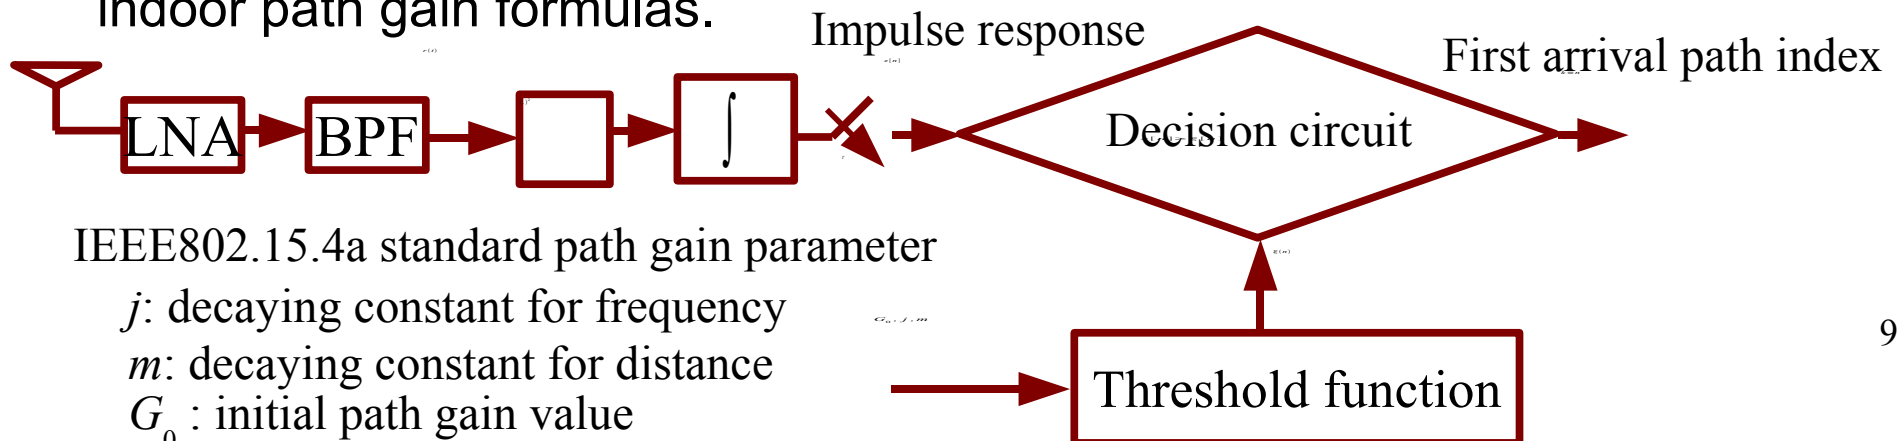 indoor path gain formulas.
Impulse response
First arrival path index
LNA
BPF
∫
Decision circuit
IEEE802.15.4a standard path gain parameter
j: decaying constant for frequency
m: decaying constant for distance
G0 : initial path gain value
G0, j, m
Threshold function
9